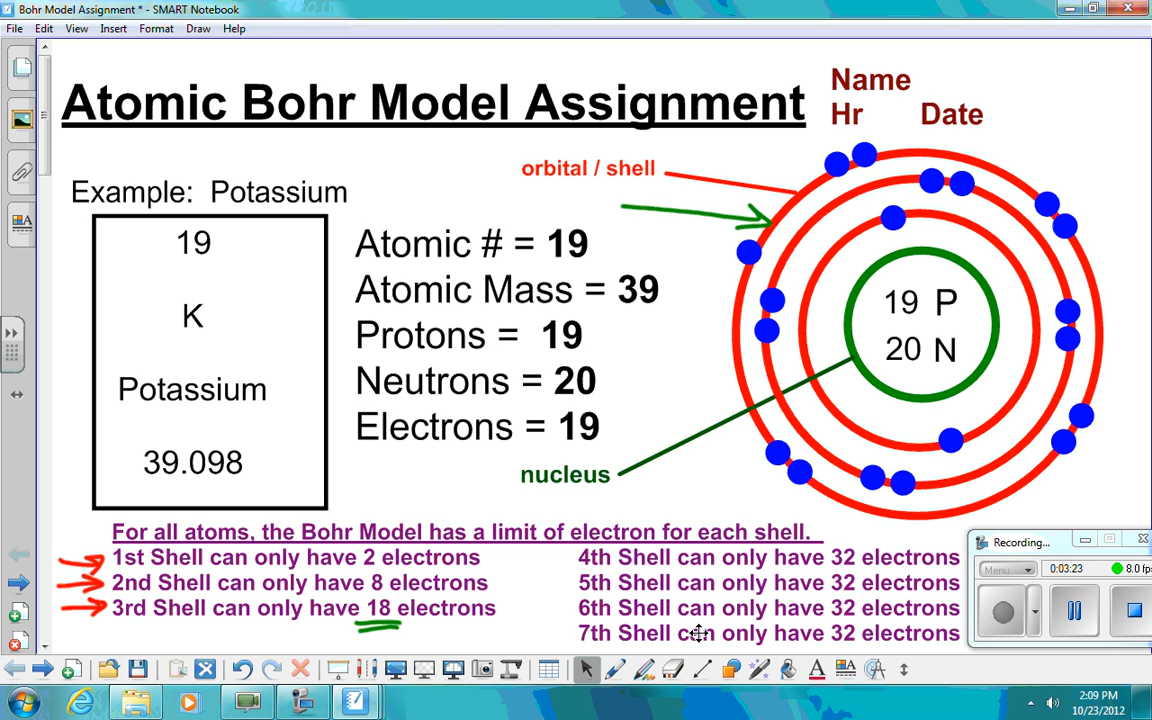 Bohr Model Assignment * - SMART Notebook
File Edit View Insert Format Draw Help
Atomic Bohr Model Assignment
Name
Hr Date
orbital / shell
Example: Potassium
19
K
Potassium
39.098
Atomic # = 19
Atomic Mass = 39
Protons = 19
Neutrons = 20
Electrons = 19
19 P
20 N
nucleus
For all atoms, the Bohr Model has a limit of electron for each shell.
1st Shell can only have 2 electrons
2nd Shell can only have 8 electrons
3rd Shell can only have 18 electrons
4th Shell can only have 32 electrons
5th Shell can only have 32 electrons
6th Shell can only have 32 electrons
7th Shell can only have 32 electrons
Recording...
Menu 0:03:23 8.0 fp
2:09 PM
10/23/2012